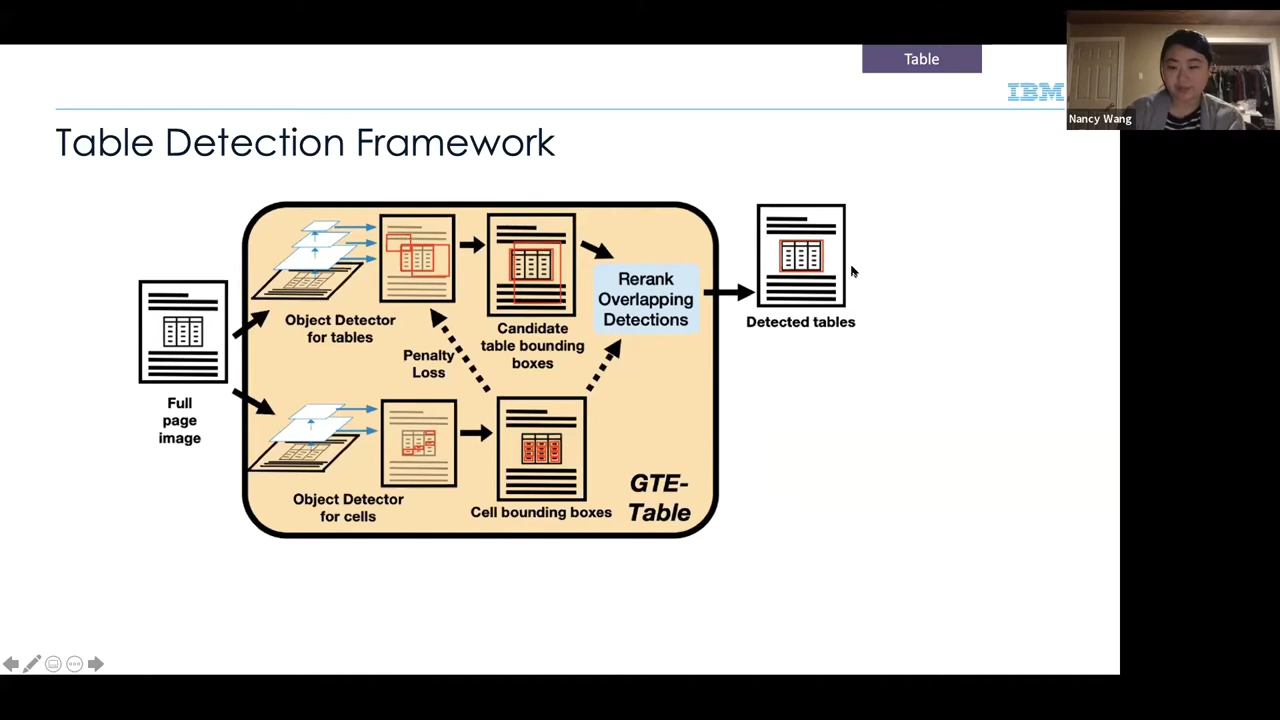 Table
IBM
Nancy Wang
Table Detection Framework
Full
page
image
Object Detector
for tables
Penalty
Loss
Candidate
table bounding
boxes
Rerank
Overlapping
Detections
Detected tables
Object Detector
for cells
Cell bounding boxes
GTE-
Table